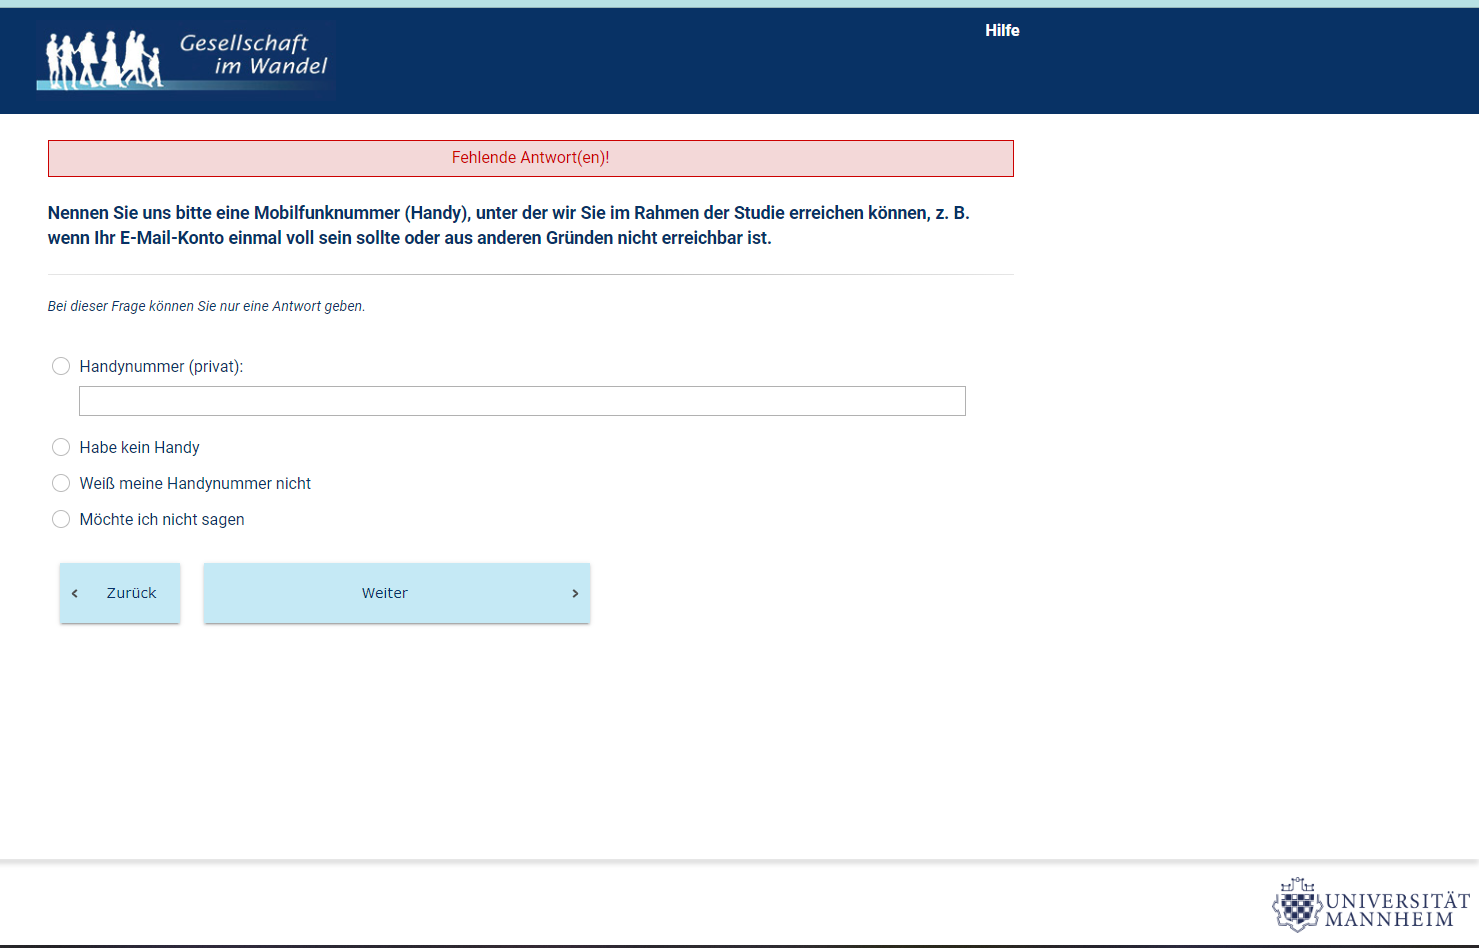 Gesellschaft
im Wandel
Hilfe
Fehlende Antwort(en)!
Nennen Sie uns bitte eine Mobilfunknummer (Handy), unter der wir Sie im Rahmen der Studie erreichen können, z. B.
wenn Ihr E-Mail-Konto einmal voll sein sollte oder aus anderen Gründen nicht erreichbar ist.
Bei dieser Frage können Sie nur eine Antwort geben.
Handynummer (privat):
Habe kein Handy
Weiß meine Handynummer nicht
Möchte ich nicht sagen
Zurück
Weiter
UNIVERSITÄT
MANNHEIM